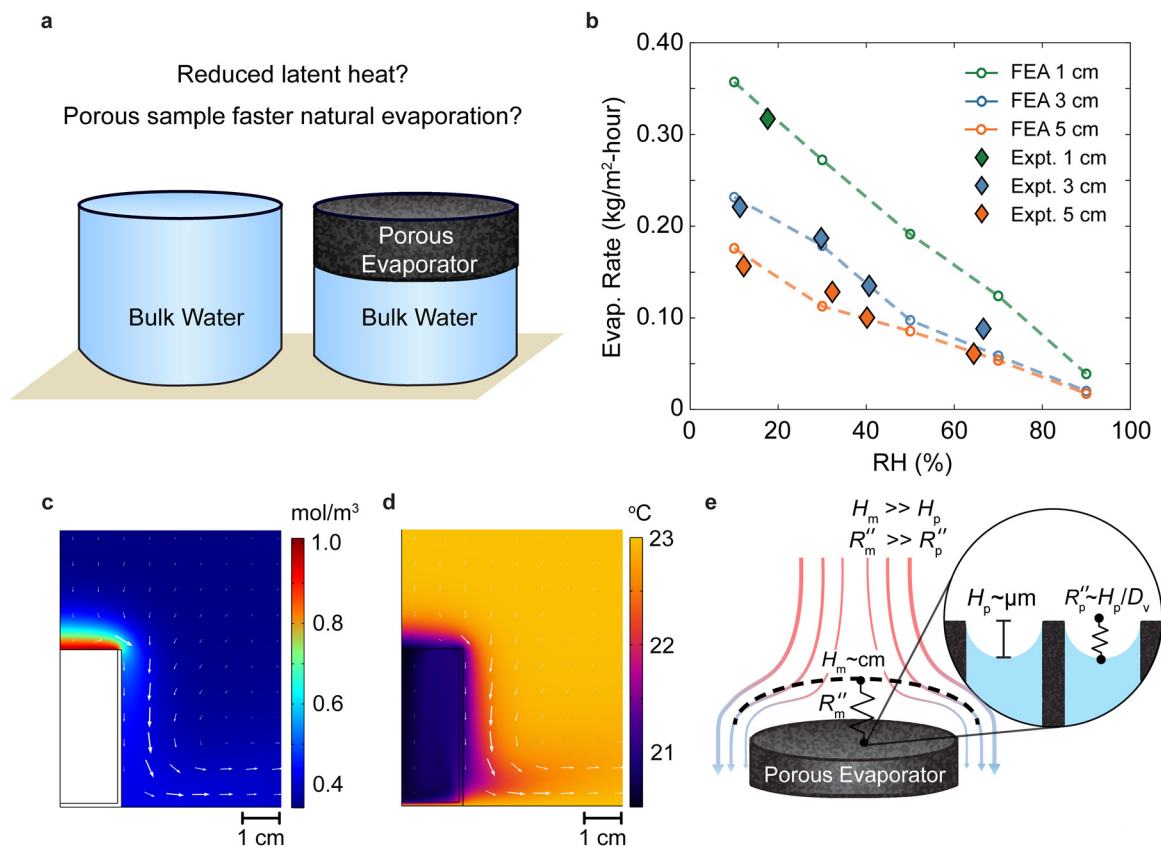 a
Reduced latent heat?
Porous sample faster natural evaporation?
Bulk Water
Porous
Evaporator
Bulk Water
b
Evap. Rate (kg/m²-hour)
0.40
0.30
0.20
0.10
0
0 20 40 60 80 100
RH (%)
FEA 1 cm
FEA 3 cm
FEA 5 cm
Expt. 1 cm
Expt. 3 cm
Expt. 5 cm
c
mol/m³
1.0
0.8
0.6
0.4
1 cm
d
ºC
23
22
21
1 cm
e
Hₘ >> Hₚ
R″ₘ >> R″ₚ
Hₘ~cm
R″ₘ
Porous Evaporator
Hₚ~μm
R″ₚ~Hₚ/Dᵥ